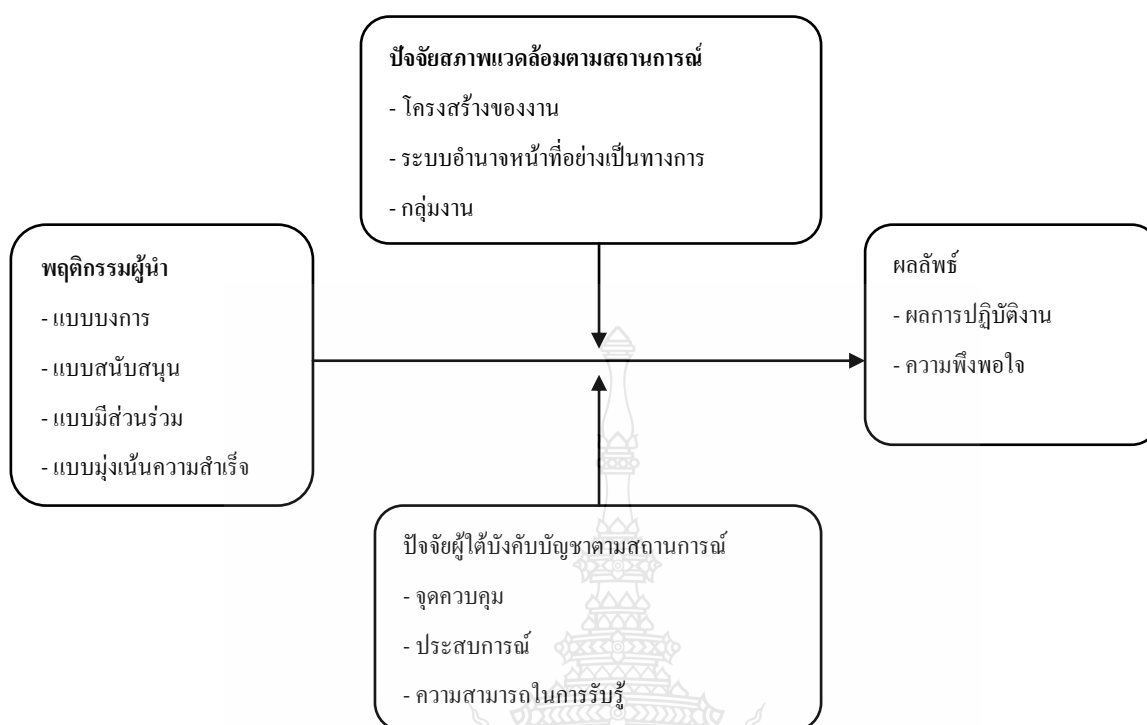 ปัจจัยสภาพแวดล้อมตามสถานการณ์
- โครงสร้างของงาน
- ระบบอำนาจหน้าที่อย่างเป็นทางการ
- กลุ่มงาน
พฤติกรรมผู้นำ
- แบบบงการ
- แบบสนับสนุน
- แบบมีส่วนร่วม
- แบบมุ่งเน้นความสำเร็จ
ผลลัพธ์
- ผลการปฏิบัติงาน
- ความพึงพอใจ
ปัจจัยผู้ใต้บังคับบัญชาตามสถานการณ์
- จุดควบคุม
- ประสบการณ์
- ความสามารถในการรับรู้